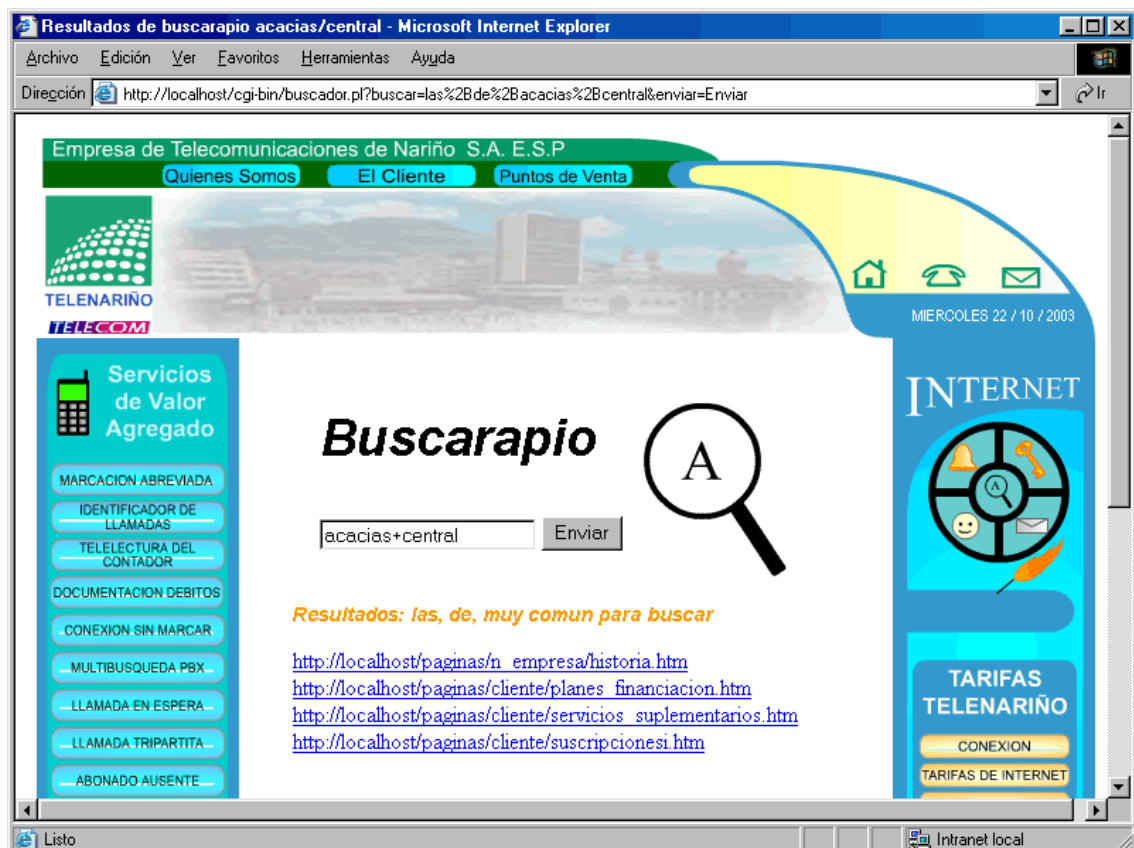 Resultados de buscarapio acacias/central - Microsoft Internet Explorer
Archivo Edición Ver Favoritos Herramientas Ayuda
Dirección http://localhost/cgi-bin/buscador.pl?buscar=las%2Bde%2Bacacias%2Bcentral&enviar=Enviar Ir
Empresa de Telecomunicaciones de Nariño S.A. E.S.P
Quienes Somos El Cliente Puntos de Venta
TELENARIÑO
TELECOM
MIERCOLES 22 / 10 / 2003
Servicios
de Valor
Agregado
MARCACION ABREVIADA
IDENTIFICADOR DE
LLAMADAS
TELELECTURA DEL
CONTADOR
DOCUMENTACION DEBITOS
CONEXION SIN MARCAR
MULTIBUSQUEDA PBX
LLAMADA EN ESPERA
LLAMADA TRIPARTITA
ABONADO AUSENTE
Buscarapio
A
acacias+central Enviar
Resultados: las, de, muy comun para buscar
http://localhost/paginas/n_empresa/historia.htm
http://localhost/paginas/cliente/planes_financiacion.htm
http://localhost/paginas/cliente/servicios_suplementarios.htm
http://localhost/paginas/cliente/suscripcionesi.htm
INTERNET
A
TARIFAS
TELENARIÑO
CONEXION
TARIFAS DE INTERNET
Listo Intranet local